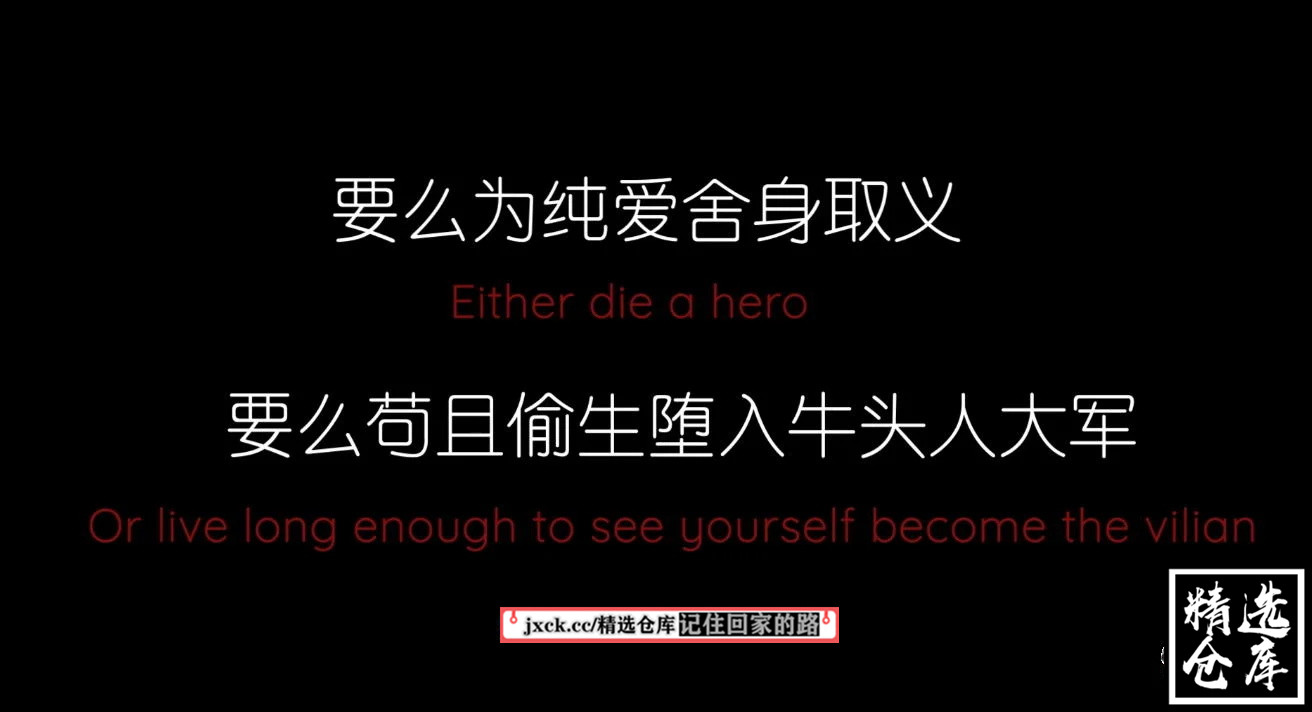 要么为纯爱舍身取义
Either die a hero
要么苟且偷生堕入牛头人大军
Or live long enough to see yourself become the vilian
jxck.cc/精选仓库 记住回家的路
精选
仓库